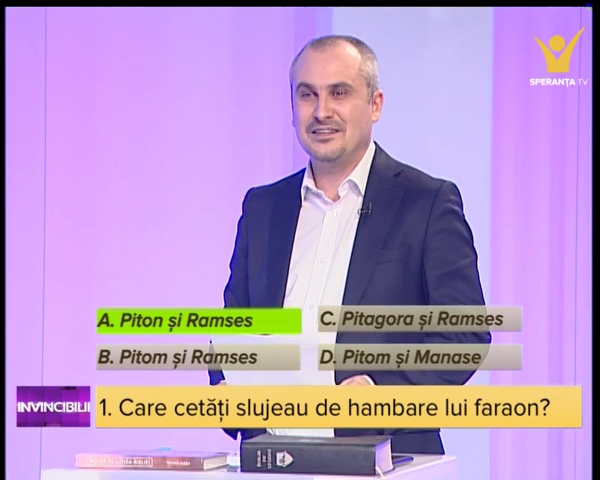 SPERANȚA TV
A. Piton și Ramses
C. Pitagora și Ramses
B. Pitom și Ramses
D. Pitom și Manase
INVINCIBILII
1. Care cetăți slujeau de hambare lui faraon?